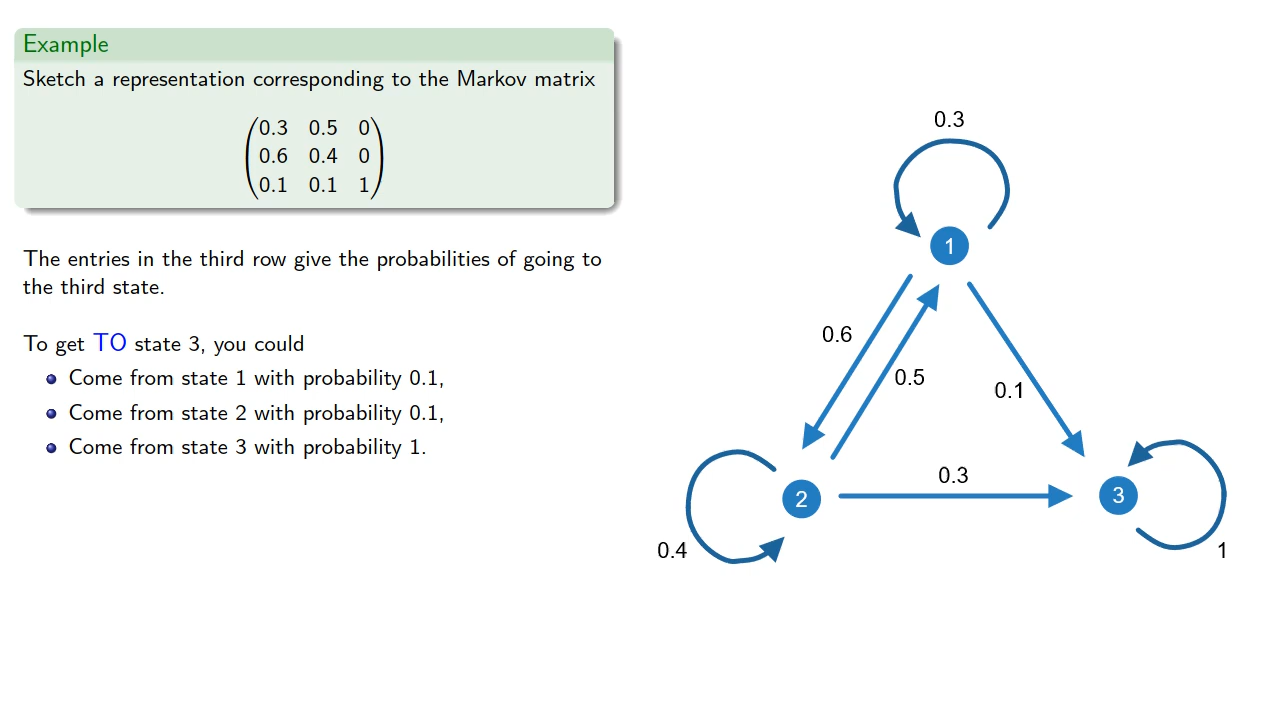 Example
Sketch a representation corresponding to the Markov matrix
0.3 0.5 0
0.6 0.4 0
0.1 0.1 1
The entries in the third row give the probabilities of going to
the third state.
To get TO state 3, you could
Come from state 1 with probability 0.1,
Come from state 2 with probability 0.1,
Come from state 3 with probability 1.
0.3
1
0.6
0.5
0.1
0.3
2
3
0.4
1